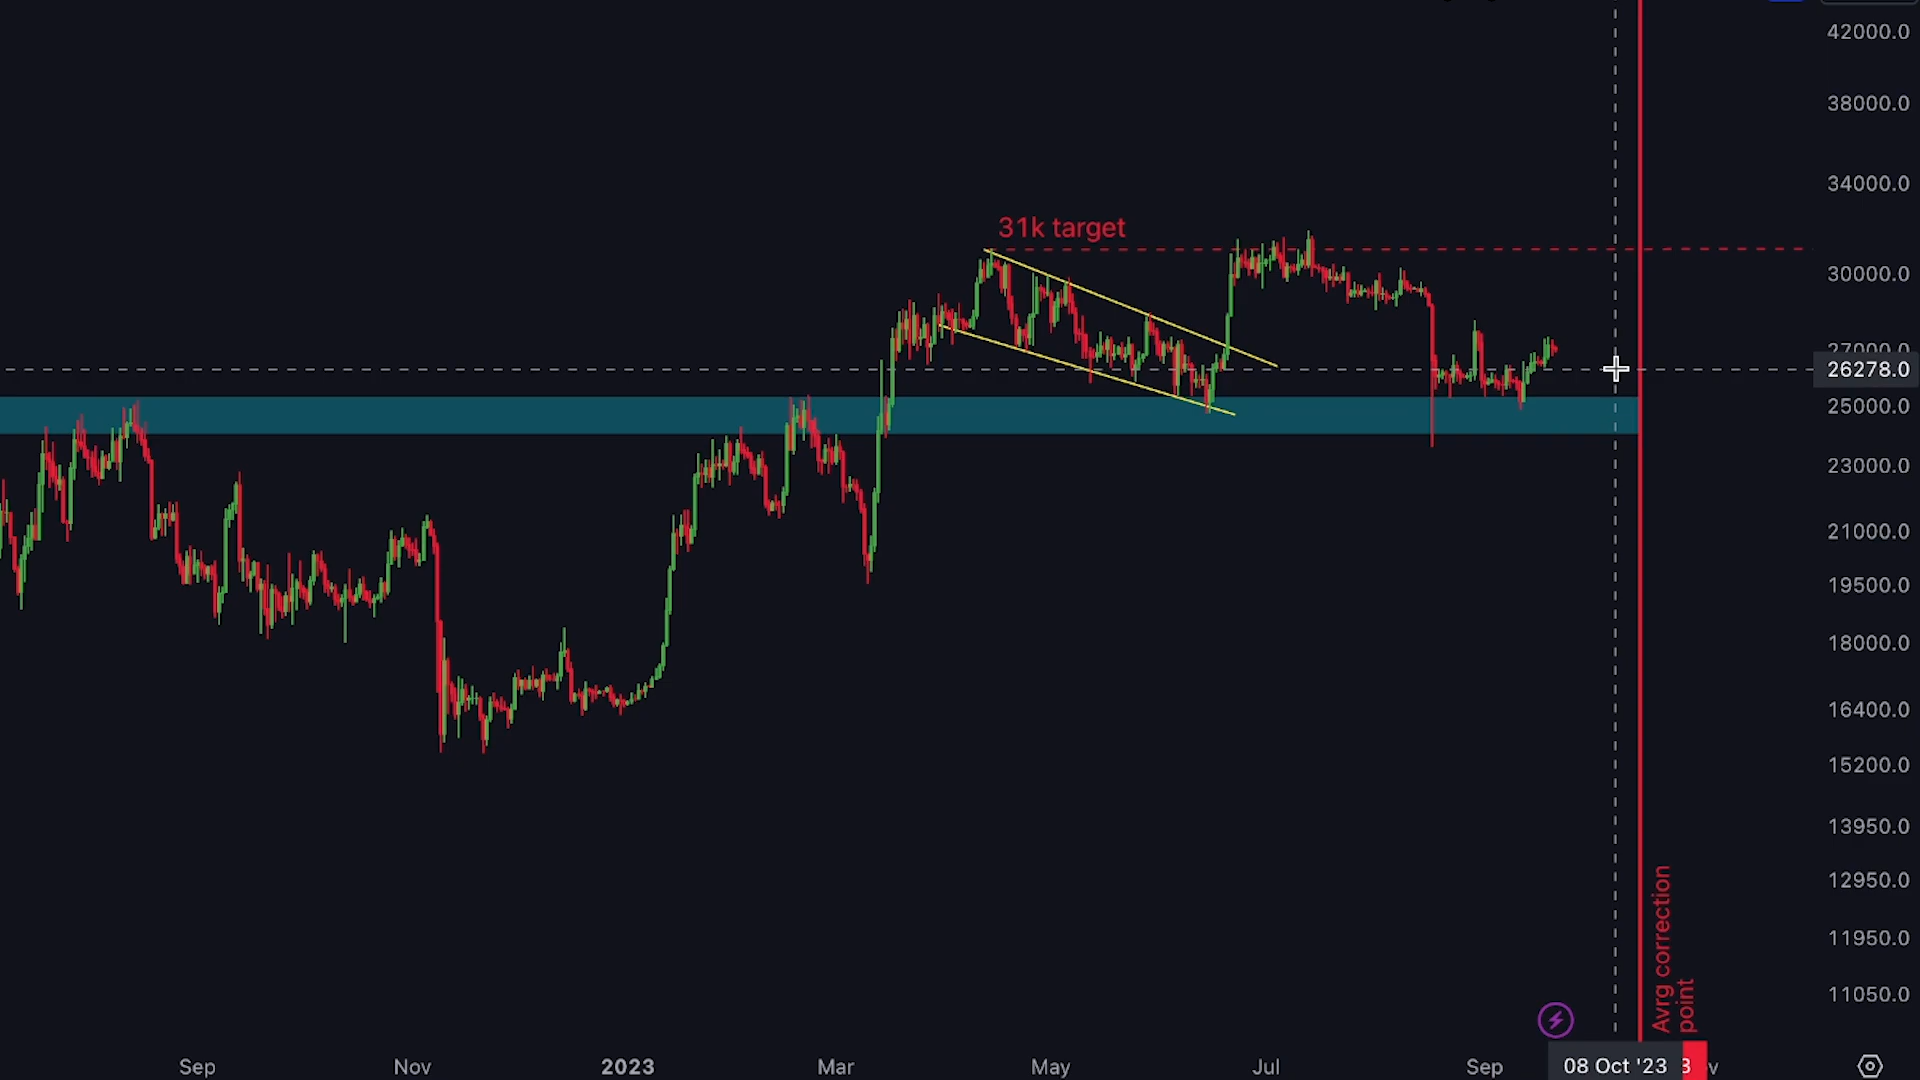 42000.0
38000.0
34000.0
31k target
30000.0
27000.0
26278.0
25000.0
23000.0
21000.0
19500.0
18000.0
16400.0
15200.0
13950.0
12950.0
11950.0
11050.0
Avrg correction
point
Sep
Nov
2023
Mar
May
Jul
Sep
08 Oct '23